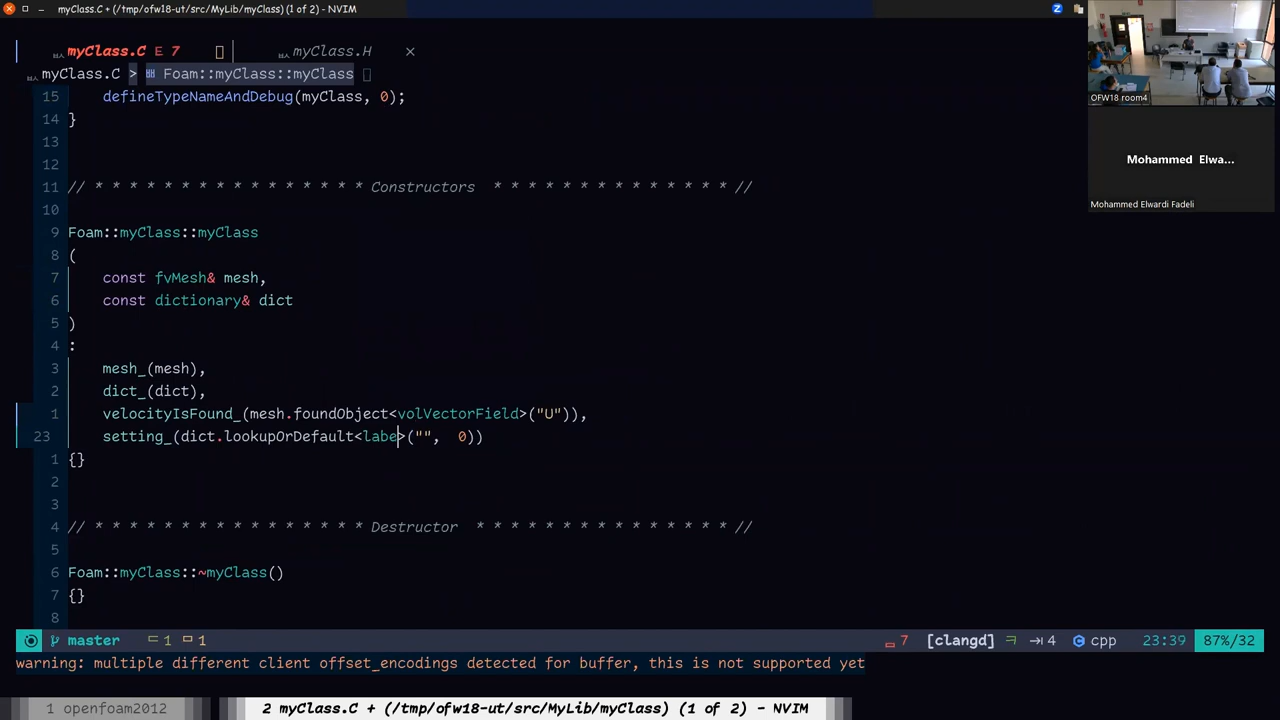 myClass.C + (/tmp/ofw18-ut/src/MyLib/myClass) (1 of 2) - NVIM
myClass.C E 7
myClass.H ×
myClass.C > Foam::myClass::myClass
15 defineTypeNameAndDebug(myClass, 0);
14 }
13
12
11 // * * * * * * * * * * * * * * * * Constructors * * * * * * * * * * * * * * //
10
9 Foam::myClass::myClass
8 (
7 const fvMesh& mesh,
6 const dictionary& dict
5 )
4 :
3 mesh_(mesh),
2 dict_(dict),
1 velocityIsFound_(mesh.foundObject<volVectorField>("U")),
23 setting_(dict.lookupOrDefault<labe>("", 0))
1 {}
2
3
4 // * * * * * * * * * * * * * * * * Destructor * * * * * * * * * * * * * * * //
5
6 Foam::myClass::~myClass()
7 {}
8
master 1 1 7 [clangd] 4 cpp 23:39 87%/32
warning: multiple different client offset_encodings detected for buffer, this is not supported yet
1 openfoam2012 2 myClass.C + (/tmp/ofw18-ut/src/MyLib/myClass) (1 of 2) - NVIM
OFW18 room4
Mohammed Elwa...
Mohammed Elwardi Fadeli